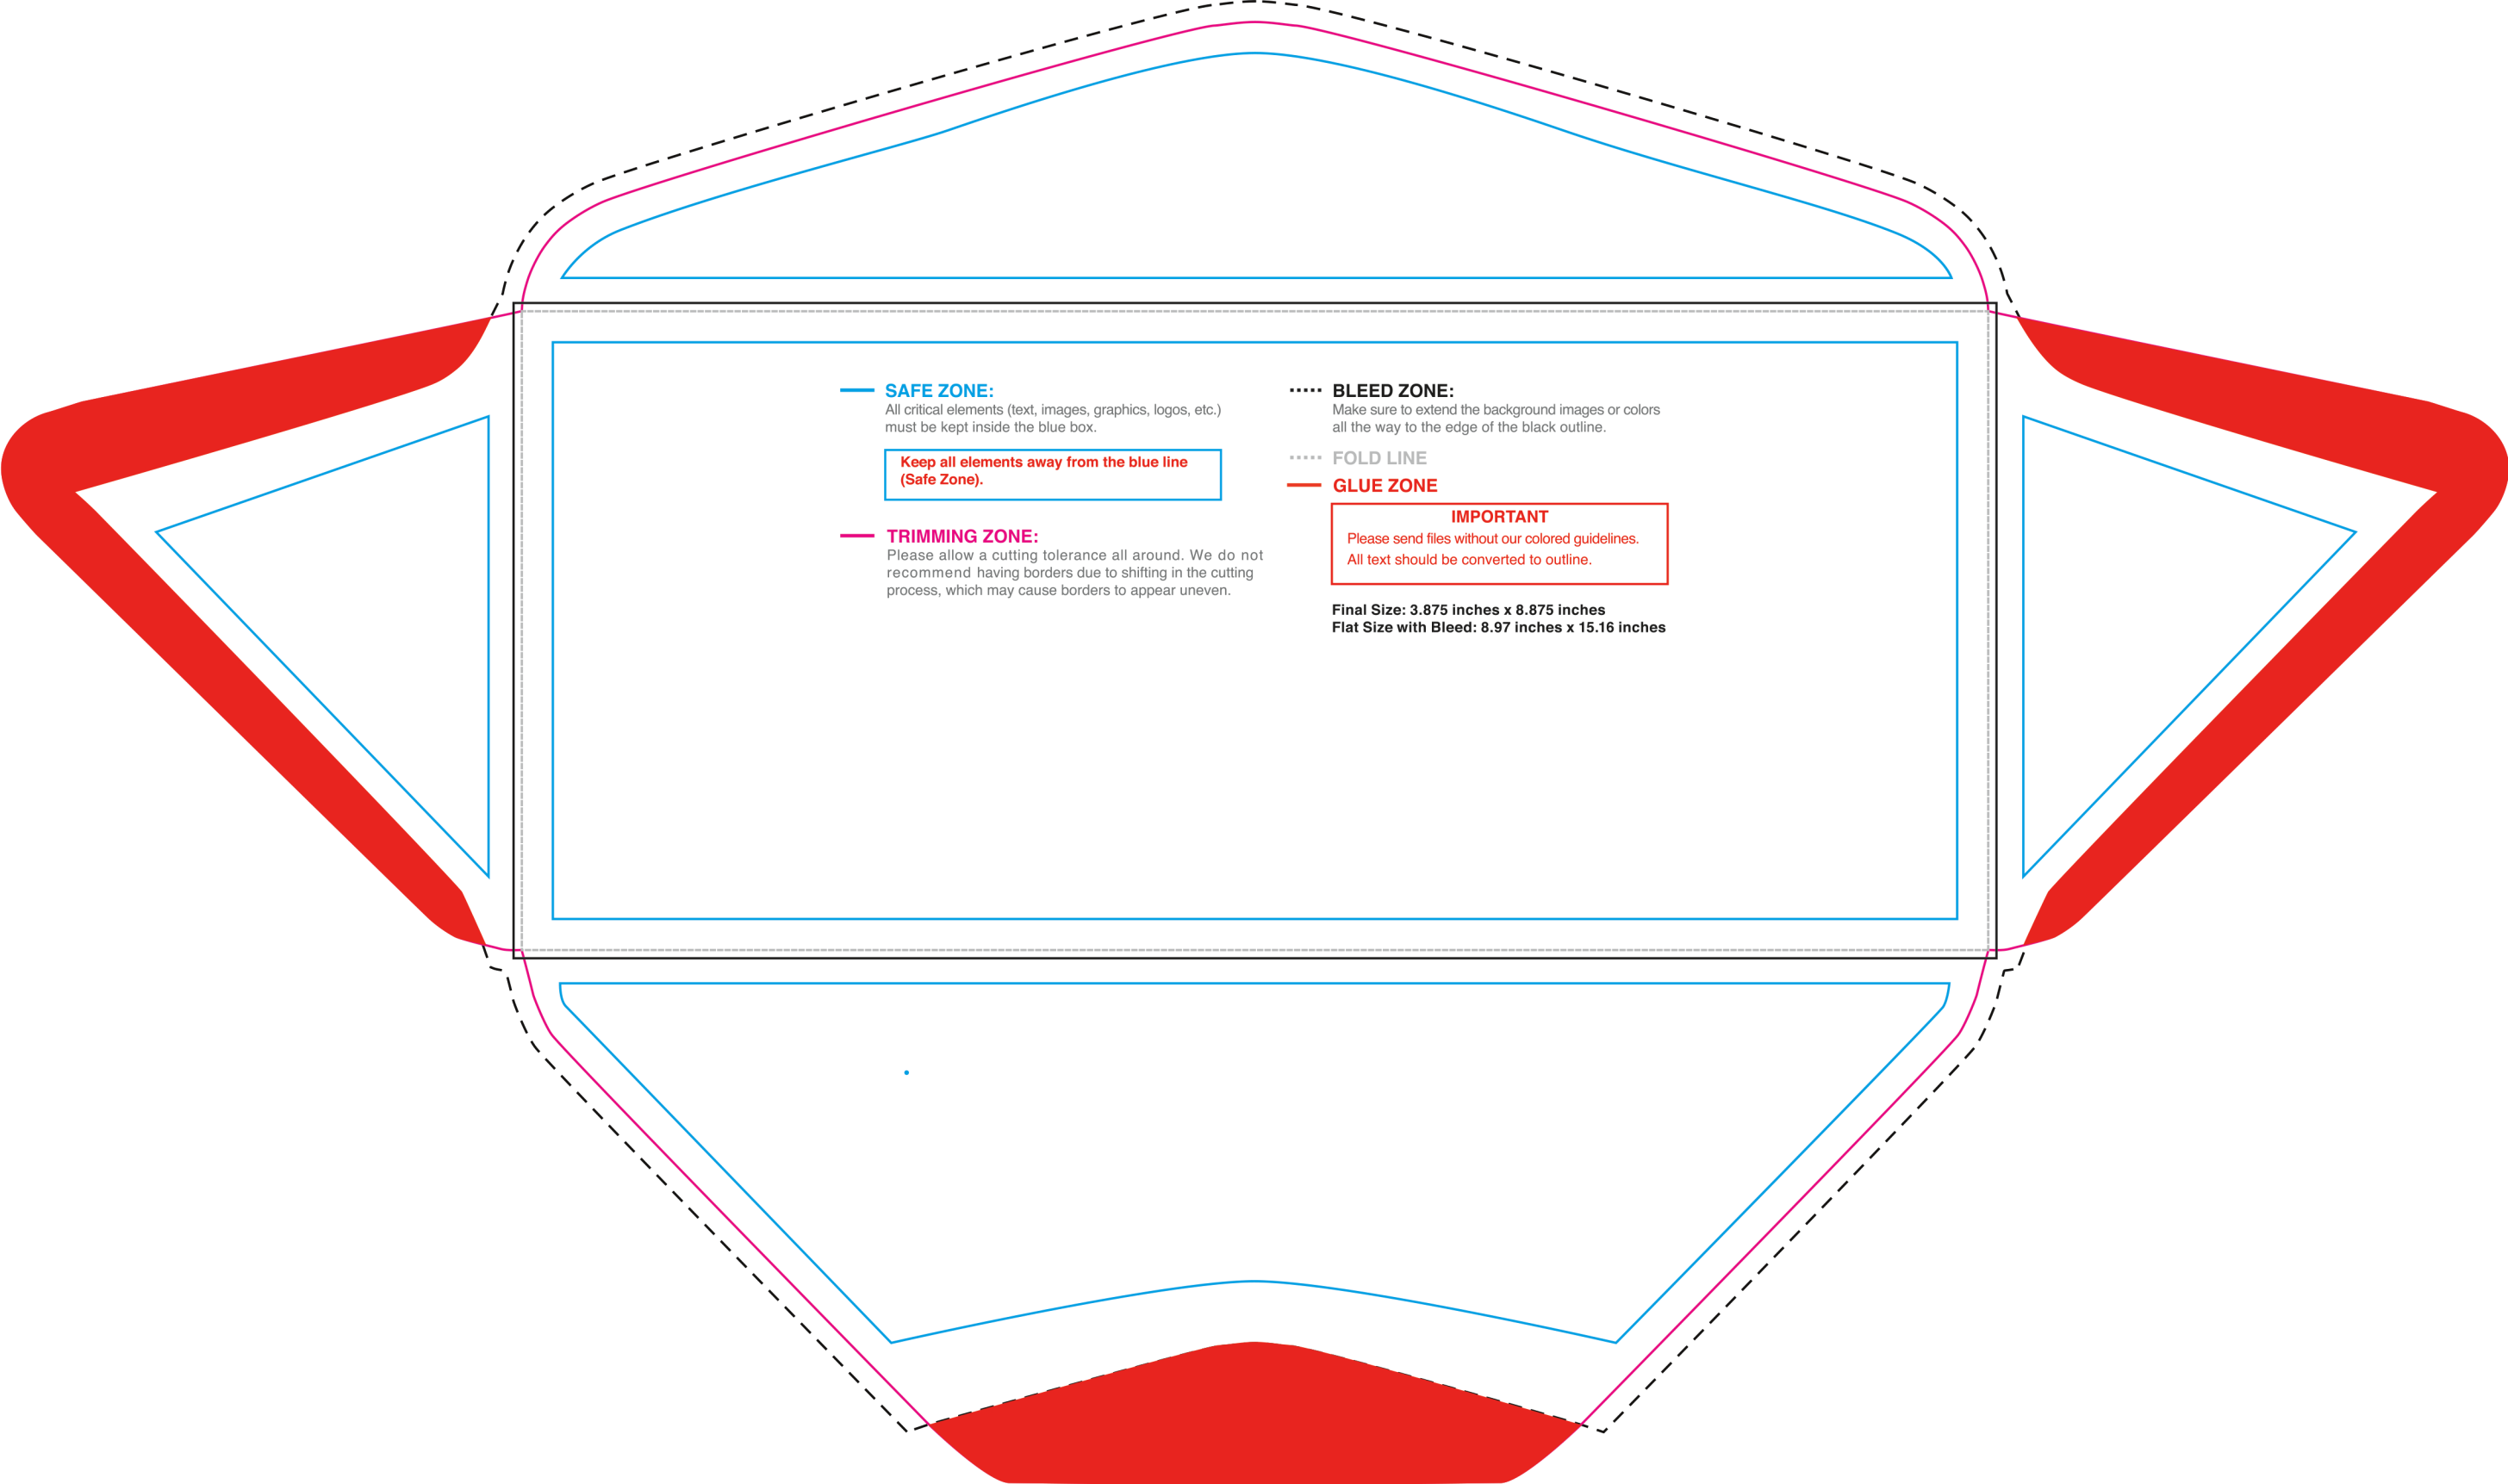 SAFE ZONE:
All critical elements (text, images, graphics, logos, etc.)
must be kept inside the blue box.
Keep all elements away from the blue line
(Safe Zone).
TRIMMING ZONE:
Please allow a cutting tolerance all around. We do not
recommend having borders due to shifting in the cutting
process, which may cause borders to appear uneven.
BLEED ZONE:
Make sure to extend the background images or colors
all the way to the edge of the black outline.
FOLD LINE
GLUE ZONE
IMPORTANT
Please send files without our colored guidelines.
All text should be converted to outline.
Final Size: 3.875 inches x 8.875 inches
Flat Size with Bleed: 8.97 inches x 15.16 inches